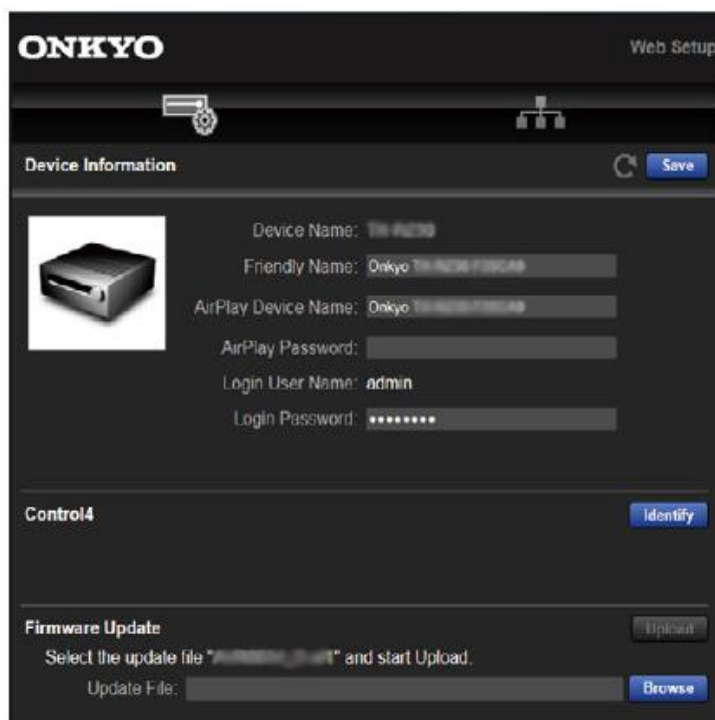 ONKYO
Web Setup
Device Information
Save
Device Name:
Friendly Name: Onkyo
AirPlay Device Name: Onkyo
AirPlay Password:
Login User Name: admin
Login Password: ••••••••
Control4
Identify
Firmware Update
Upload
Select the update file "" and start Upload.
Update File:
Browse